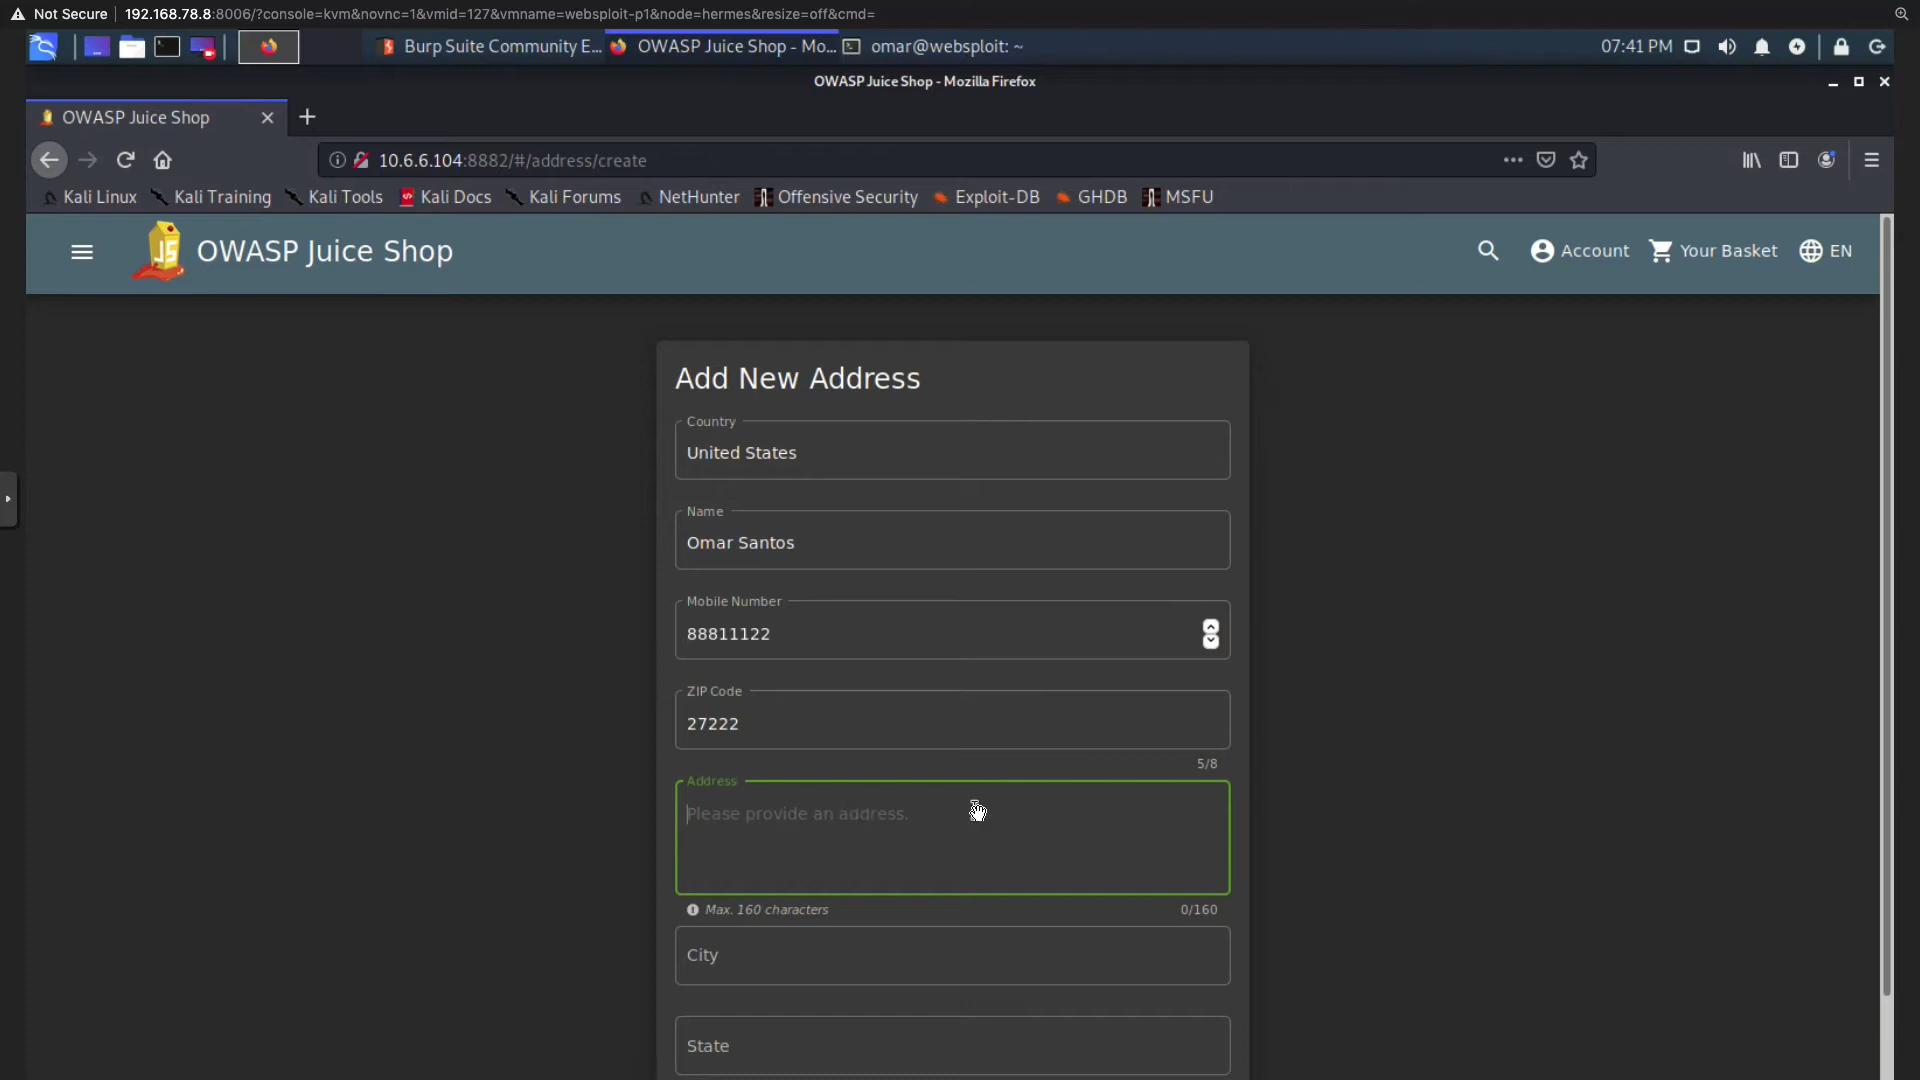 Not Secure 192.168.78.8:8006/?console=kvm&novnc=1&vmid=127&vmname=websploit-p1&node=hermes&resize=off&cmd=
Burp Suite Community E... OWASP Juice Shop - Mo... omar@websploit: ~ 07:41 PM
OWASP Juice Shop - Mozilla Firefox
OWASP Juice Shop
10.6.6.104:8882/#/address/create
Kali Linux Kali Training Kali Tools Kali Docs Kali Forums NetHunter Offensive Security Exploit-DB GHDB MSFU
JS OWASP Juice Shop Account Your Basket EN
Add New Address
Country
United States
Name
Omar Santos
Mobile Number
88811122
ZIP Code
27222
5/8
Address
Please provide an address.
Max. 160 characters 0/160
City
State